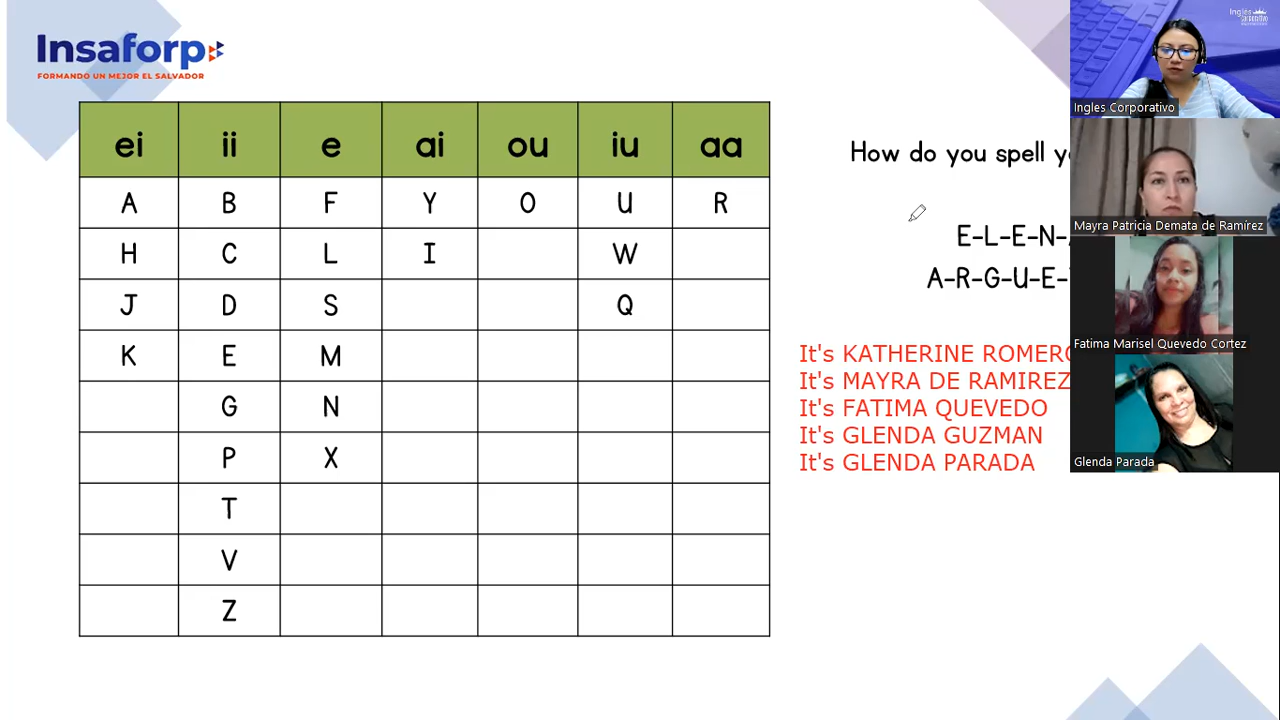 Insaforp
FORMANDO UN MEJOR EL SALVADOR
ei ii e ai ou iu aa
A B F Y O U R
H C L I W
J D S Q
K E M
G N
P X
T
V
Z
How do you spell
E-L-E-N-
A-R-G-U-E-
It's KATHERINE ROMERO
It's MAYRA DE RAMIREZ
It's FATIMA QUEVEDO
It's GLENDA GUZMAN
It's GLENDA PARADA
Ingles Corporativo
Mayra Patricia Demata de Ramírez
Fatima Marisel Quevedo Cortez
Glenda Parada